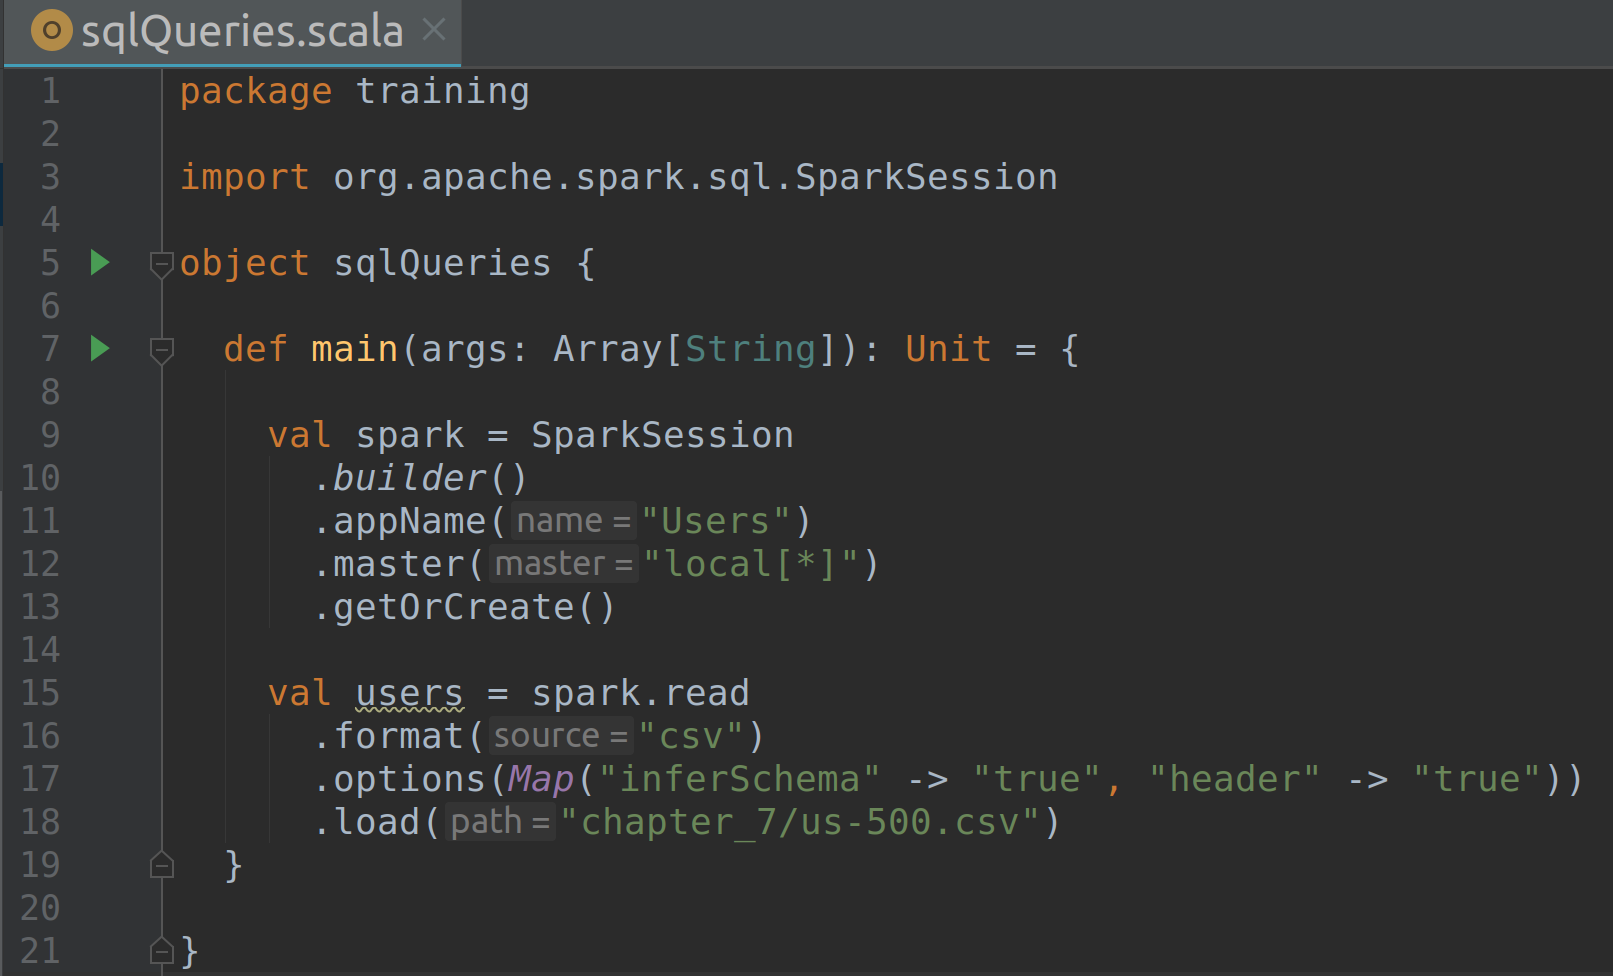 sqlQueries.scala
1 package training
2
3 import org.apache.spark.sql.SparkSession
4
5 object sqlQueries {
6
7   def main(args: Array[String]): Unit = {
8
9     val spark = SparkSession
10       .builder()
11       .appName( name = "Users")
12       .master( master = "local[*]")
13       .getOrCreate()
14
15     val users = spark.read
16       .format( source = "csv")
17       .options(Map("inferSchema" -> "true", "header" -> "true"))
18       .load( path = "chapter_7/us-500.csv")
19   }
20
21 }